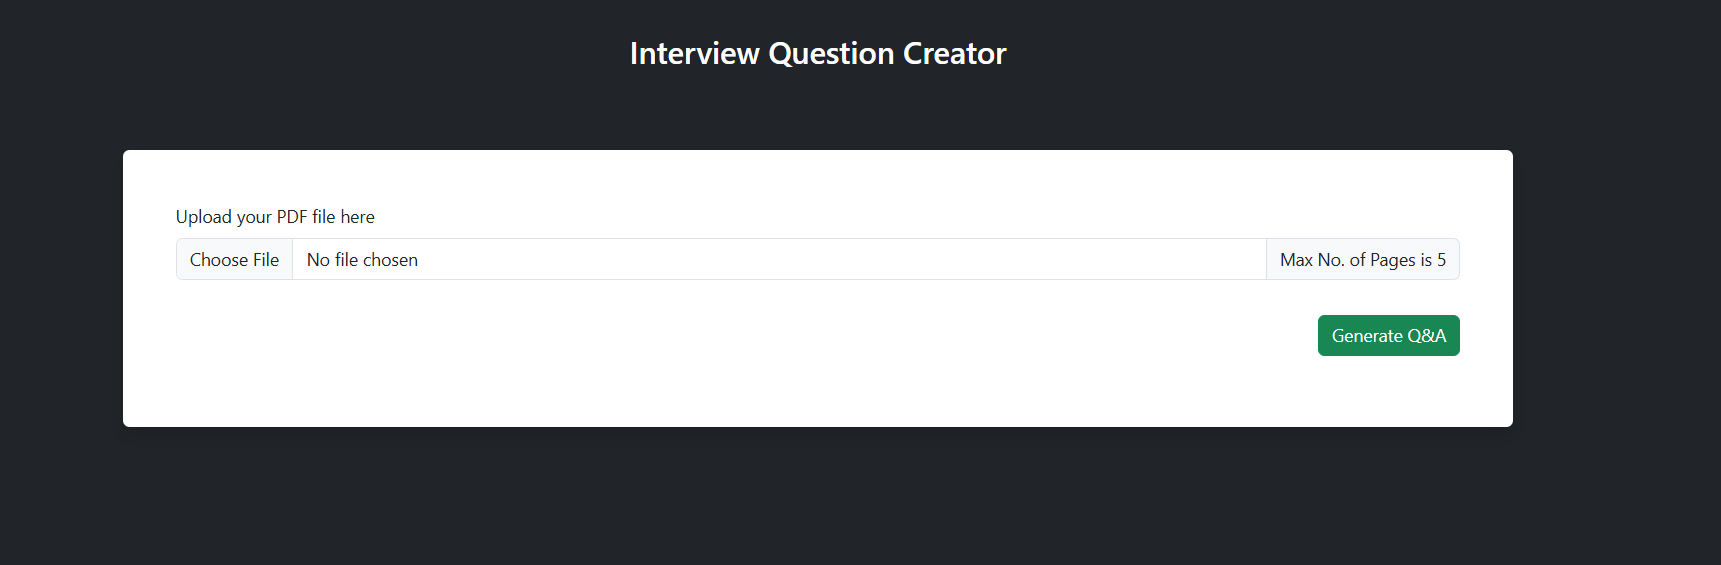 Interview Question Creator
Upload your PDF file here
Choose File No file chosen Max No. of Pages is 5
Generate Q&A